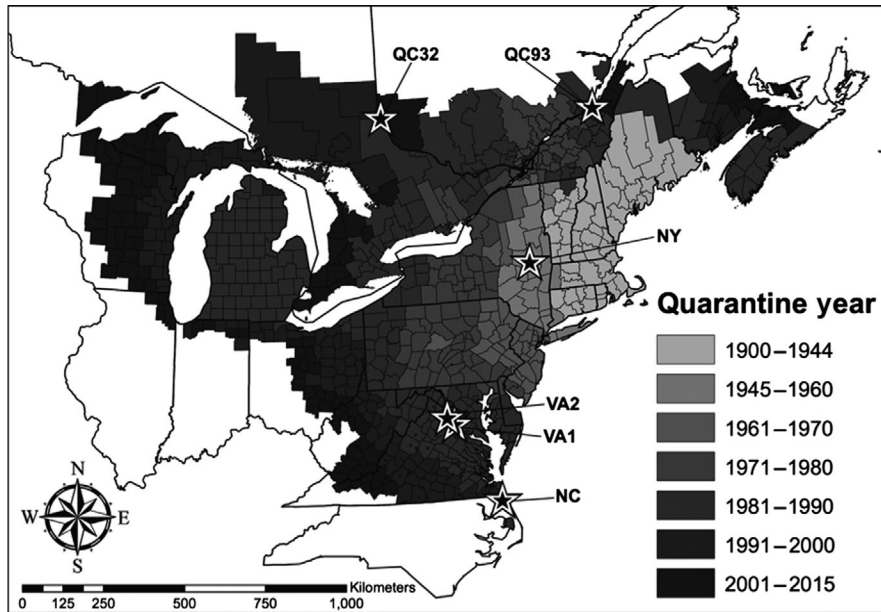 QC32
QC93
NY
Quarantine year
1900–1944
1945–1960
1961–1970
1971–1980
1981–1990
1991–2000
2001–2015
VA2
VA1
NC
N
W
E
S
Kilometers
0 125 250 500 750 1,000